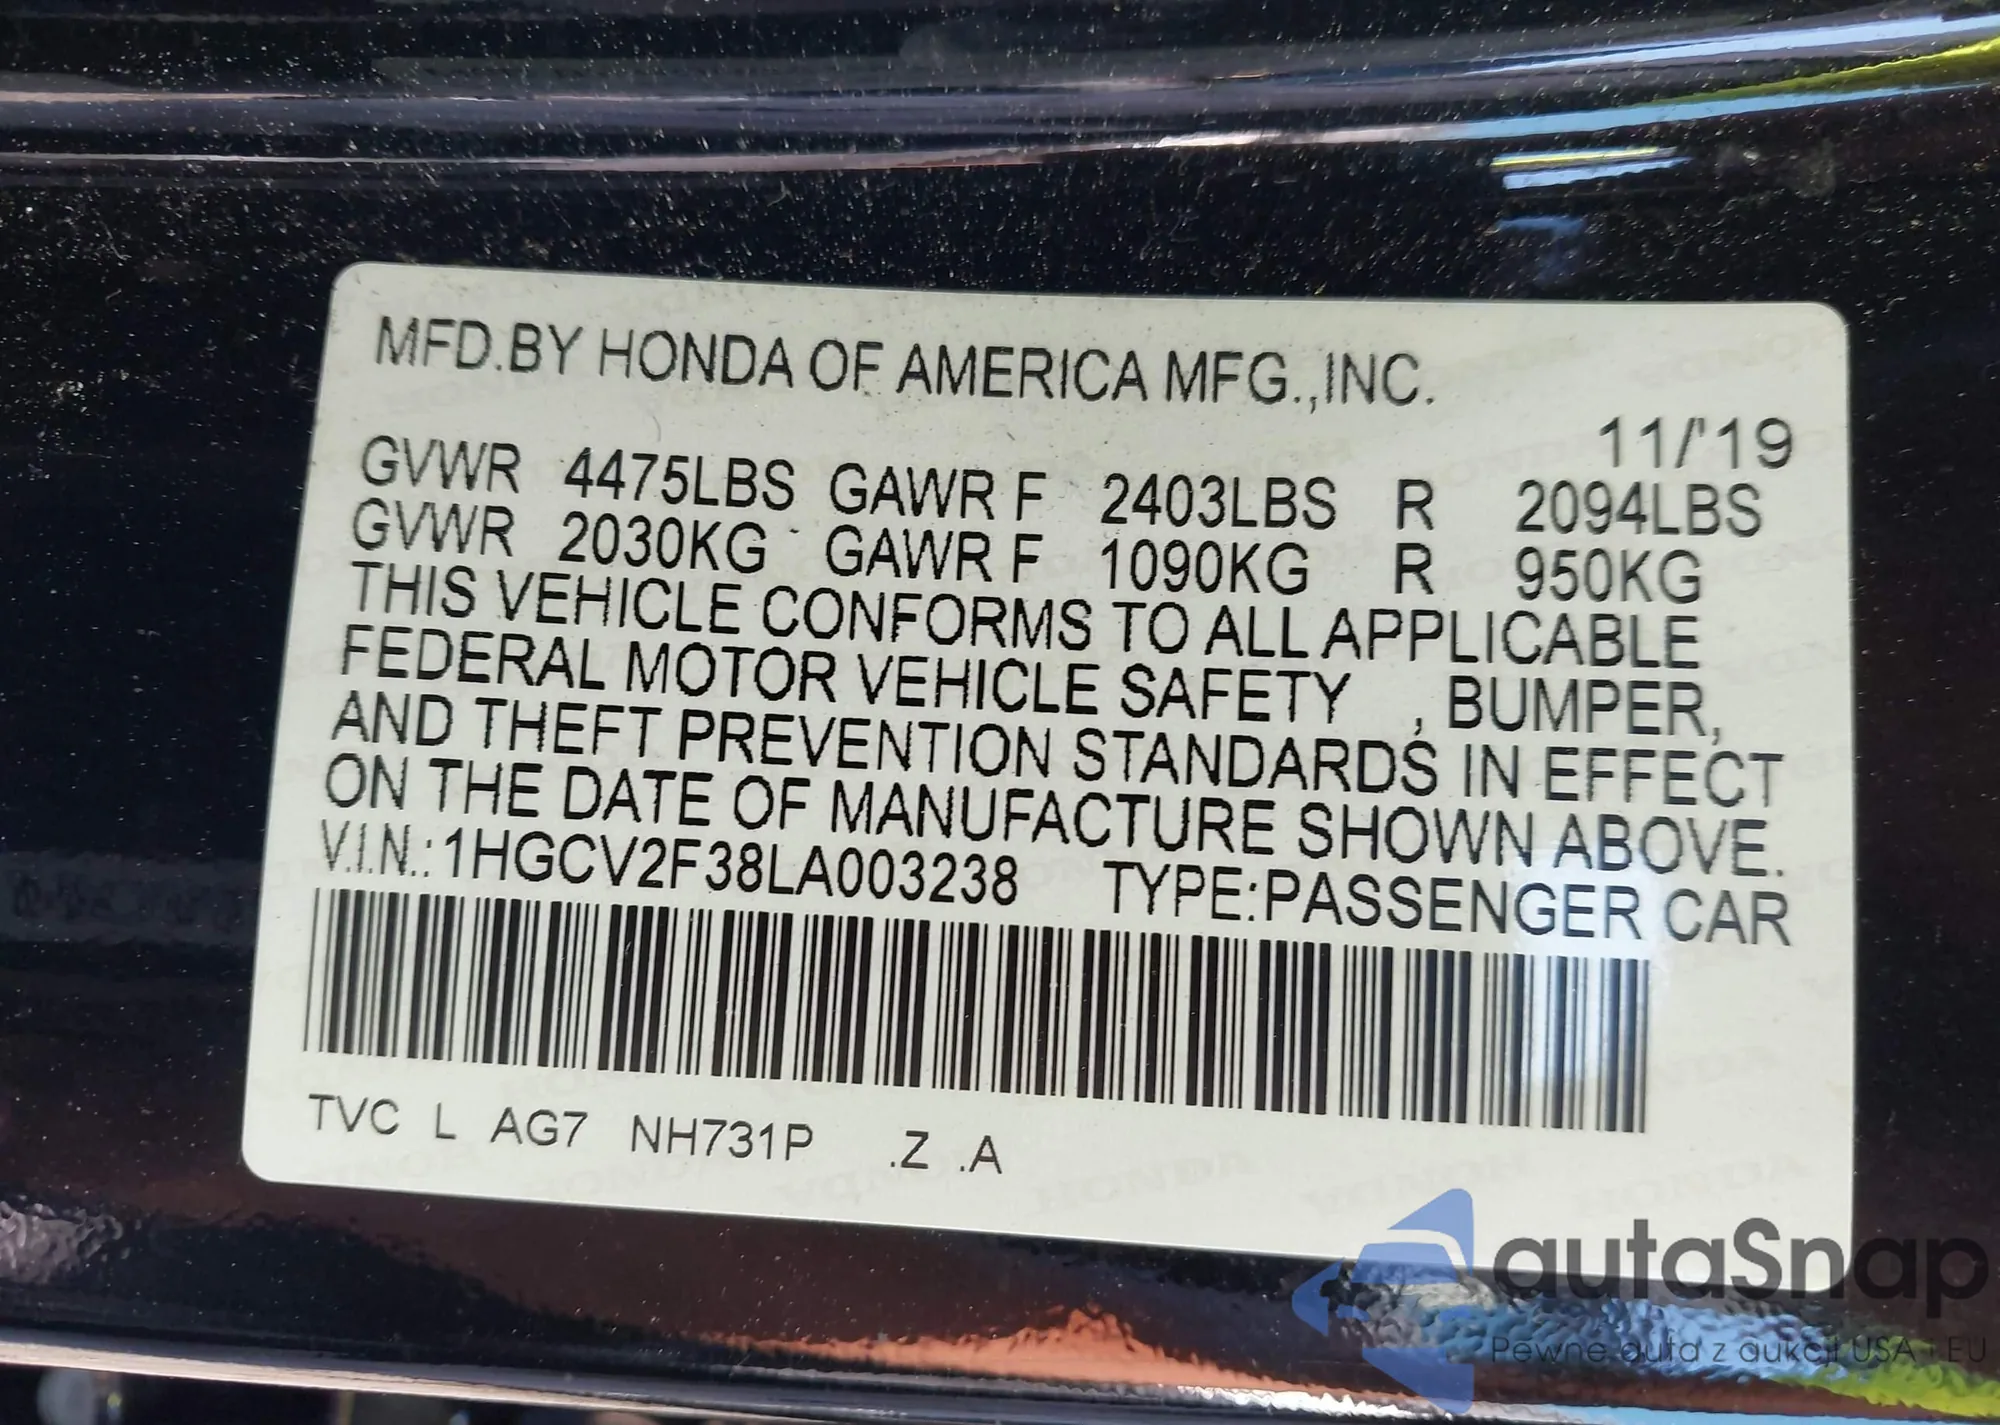 MFD.BY HONDA OF AMERICA MFG.,INC.
11/'19
GVWR 4475LBS GAWR F 2403LBS R 2094LBS
GVWR 2030KG GAWR F 1090KG R 950KG
THIS VEHICLE CONFORMS TO ALL APPLICABLE
FEDERAL MOTOR VEHICLE SAFETY , BUMPER,
AND THEFT PREVENTION STANDARDS IN EFFECT
ON THE DATE OF MANUFACTURE SHOWN ABOVE.
V.I.N.:1HGCV2F38LA003238 TYPE:PASSENGER CAR
TVC L AG7 NH731P .Z .A
autaSnap
Pewne auta z aukcji USA i EU